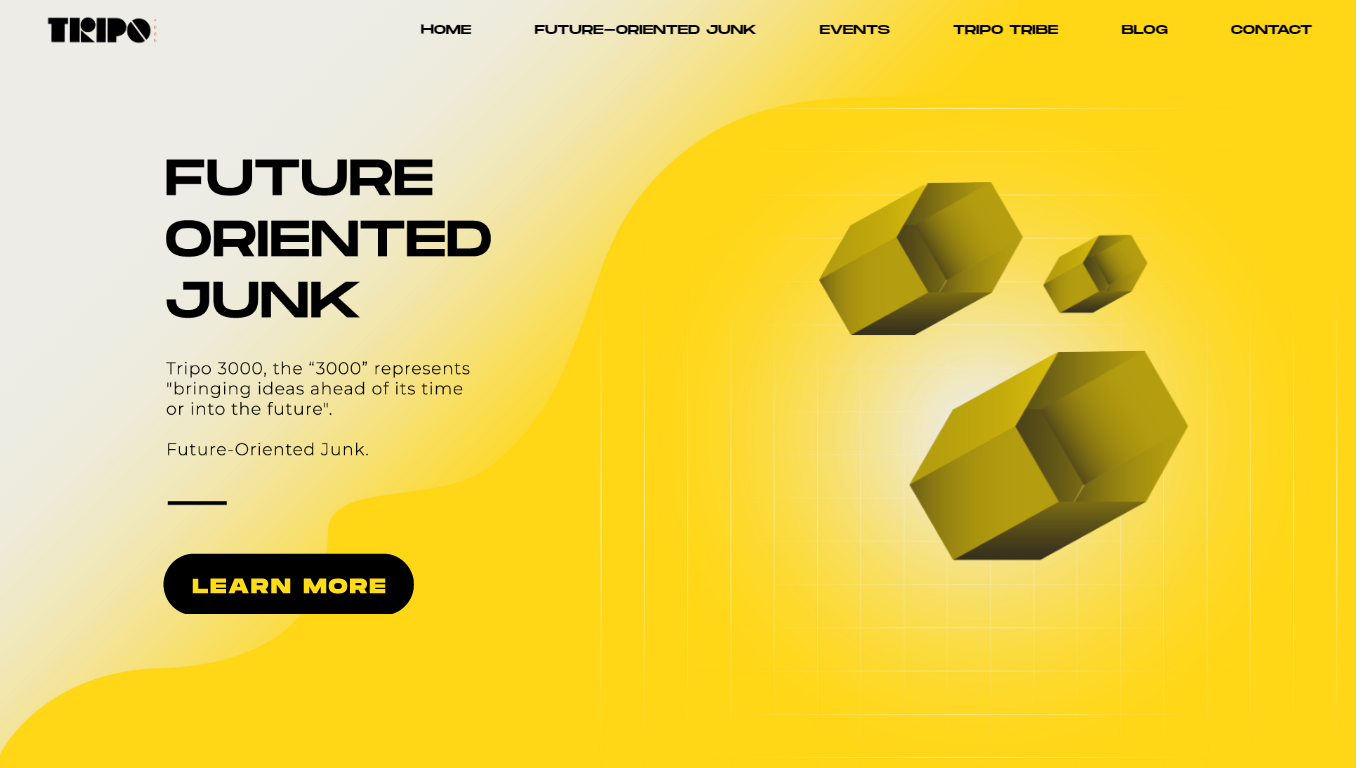 TRIPO
HOME FUTURE-ORIENTED JUNK EVENTS TRIPO TRIBE BLOG CONTACT
FUTURE
ORIENTED
JUNK
Tripo 3000, the “3000” represents
"bringing ideas ahead of its time
or into the future".
Future-Oriented Junk.
LEARN MORE